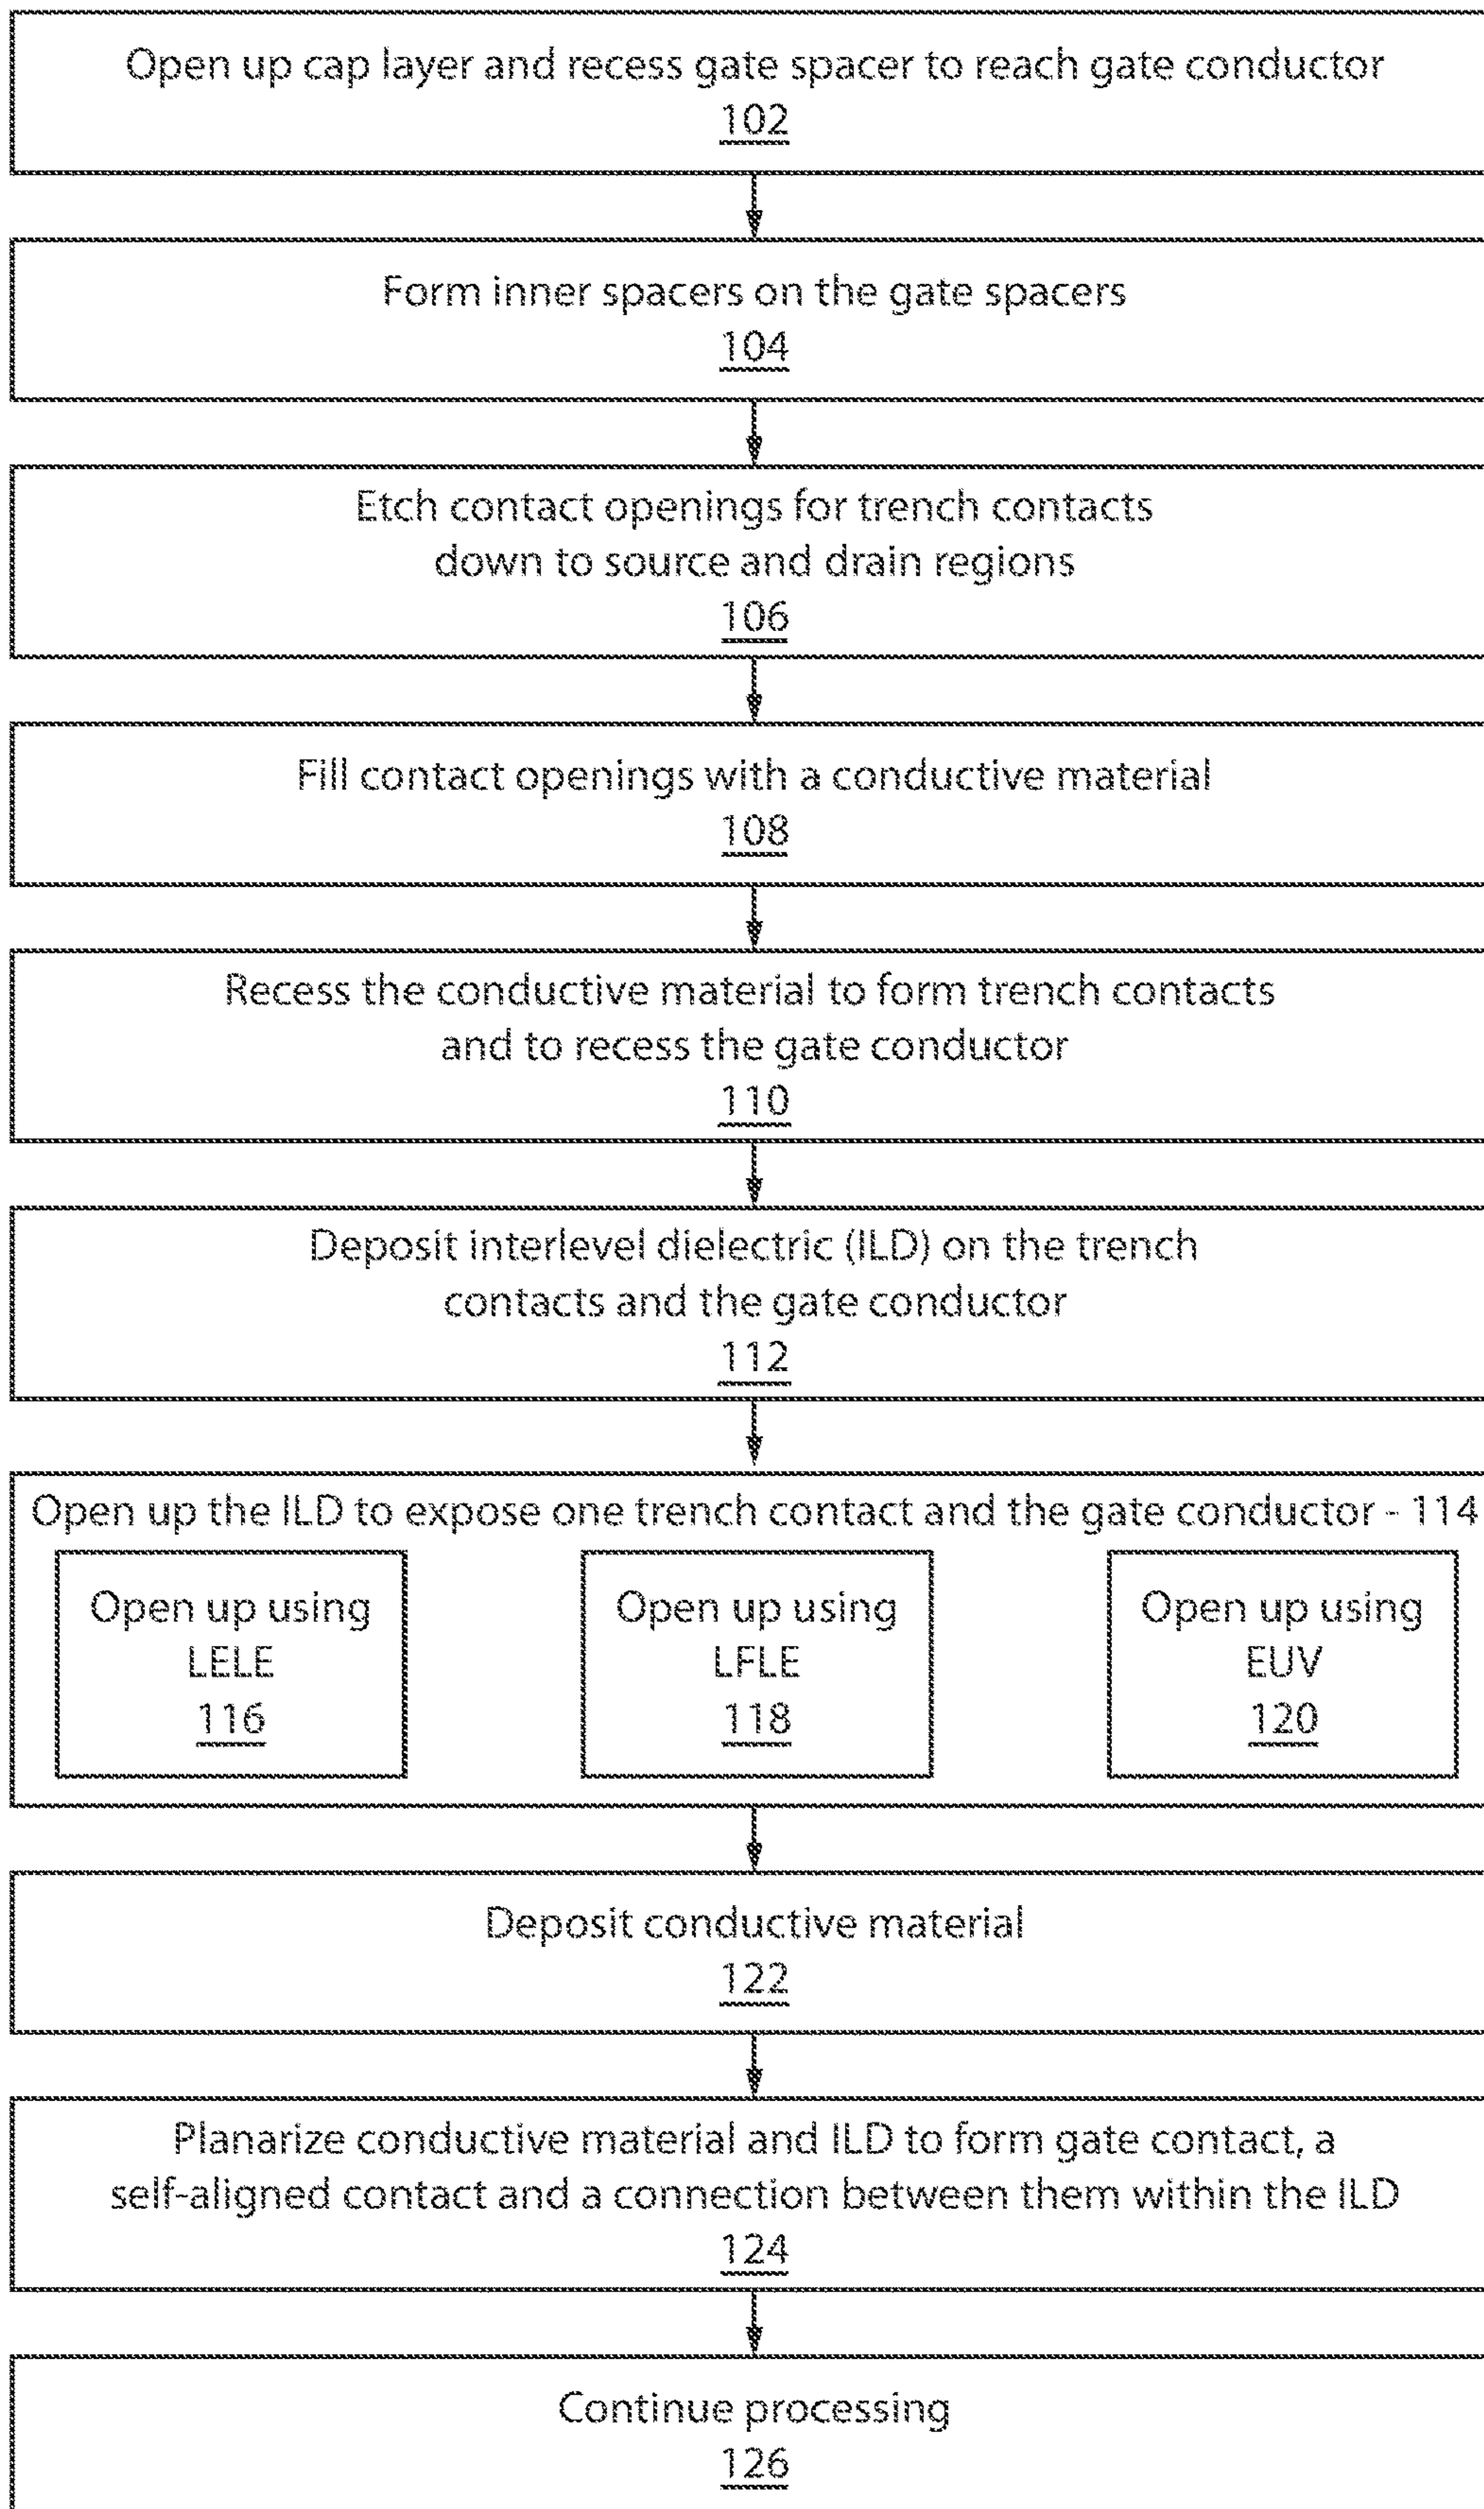 Open up cap layer and recess gate spacer to reach gate conductor
102
Form inner spacers on the gate spacers
104
Etch contact openings for trench contacts
down to source and drain regions
106
Fill contact openings with a conductive material
108
Recess the conductive material to form trench contacts
and to recess the gate conductor
110
Deposit interlevel dielectric (ILD) on the trench
contacts and the gate conductor
112
Open up the ILD to expose one trench contact and the gate conductor - 114
Open up using
LELE
116
Open up using
LFLE
118
Open up using
EUV
120
Deposit conductive material
122
Planarize conductive material and ILD to form gate contact, a
self-aligned contact and a connection between them within the ILD
124
Continue processing
126